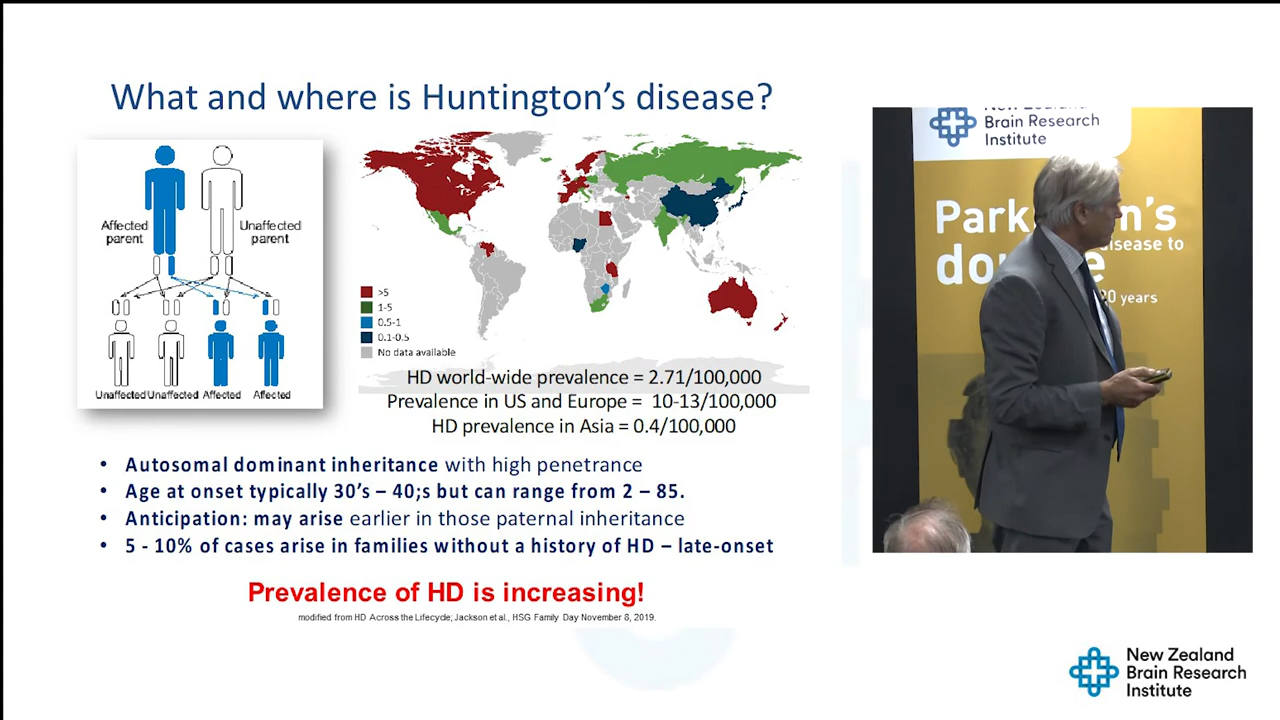 What and where is Huntington's disease?
Affected
parent
Unaffected
parent
Unaffected Unaffected Affected Affected
>5
1-5
0.5-1
0.1-0.5
No data available
HD world-wide prevalence = 2.71/100,000
Prevalence in US and Europe = 10-13/100,000
HD prevalence in Asia = 0.4/100,000
• Autosomal dominant inheritance with high penetrance
• Age at onset typically 30's – 40;s but can range from 2 – 85.
• Anticipation: may arise earlier in those paternal inheritance
• 5 - 10% of cases arise in families without a history of HD – late-onset
Prevalence of HD is increasing!
modified from HD Across the Lifecycle; Jackson et al., HSG Family Day November 8, 2019.
New Zealand
Brain Research
Institute
disease to
20 years
New Zealand
Brain Research
Institute